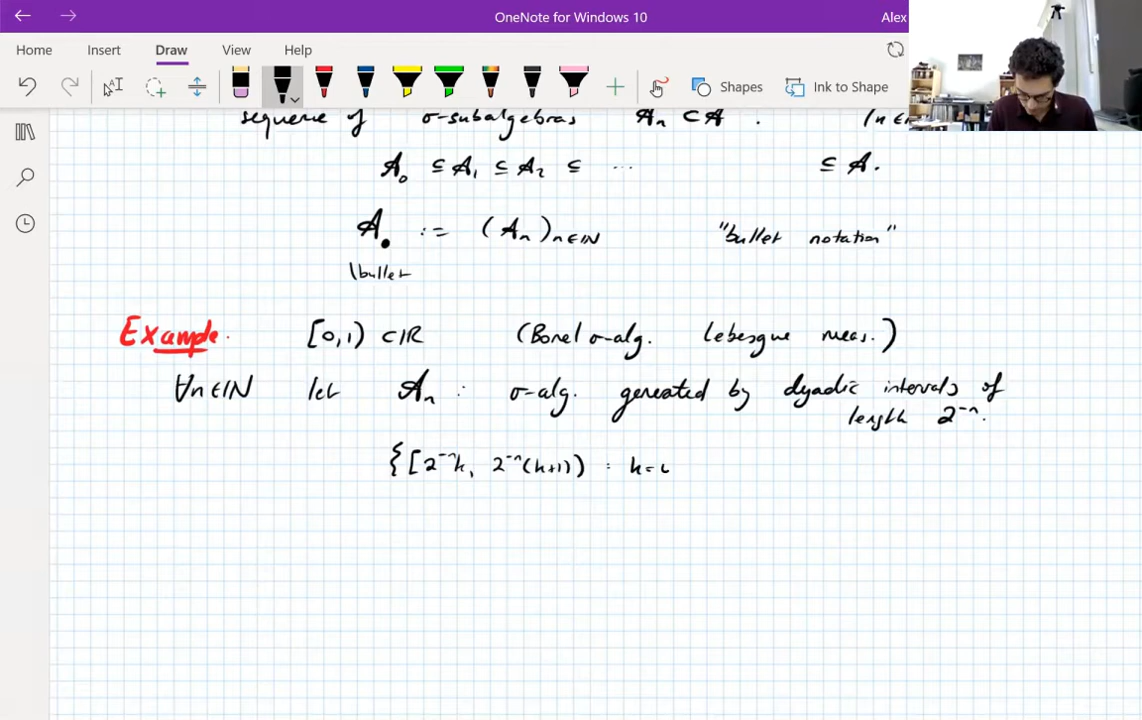 OneNote for Windows 10
Alex
Home Insert Draw View Help
Shapes Ink to Shape
sequence of σ-subalgebras 𝒜n ⊂ 𝒜 . (n ∈
𝒜0 ⊆ 𝒜1 ⊆ 𝒜2 ⊆ ... ⊆ 𝒜.
𝒜• := (𝒜n)n∈ℕ "bullet notation"
\bullet
Example. [0,1) ⊂ ℝ (Borel σ-alg. Lebesgue meas.)
∀n∈ℕ let 𝒜n : σ-alg. generated by dyadic intervals of
length 2⁻ⁿ.
{[2⁻ⁿk, 2⁻ⁿ(k+1)) : k=